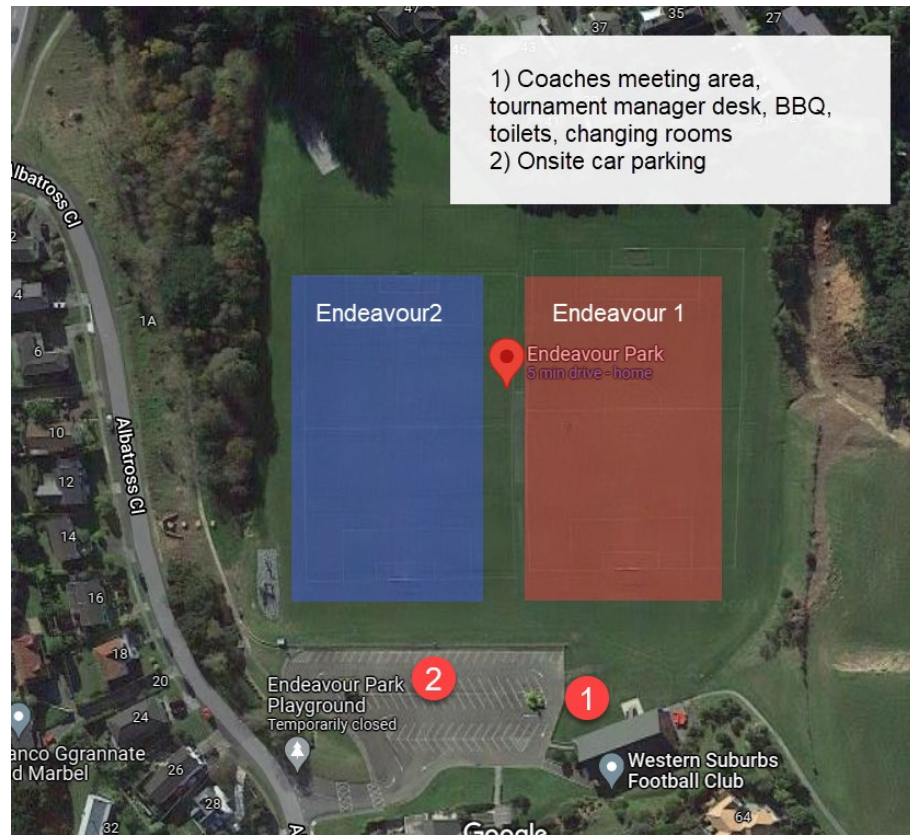 47
35
27
45
43
37
1) Coaches meeting area,
tournament manager desk, BBQ,
toilets, changing rooms
2) Onsite car parking
Albatross Cl
2
4
1A
6
10
12
14
16
18
20
24
26
28
32
Albatross Cl
Endeavour2
Endeavour 1
Endeavour Park
5 min drive - home
2
1
Endeavour Park
Playground
Temporarily closed
anco Ggrannate
d Marbel
Western Suburbs
Football Club
64
A
Google